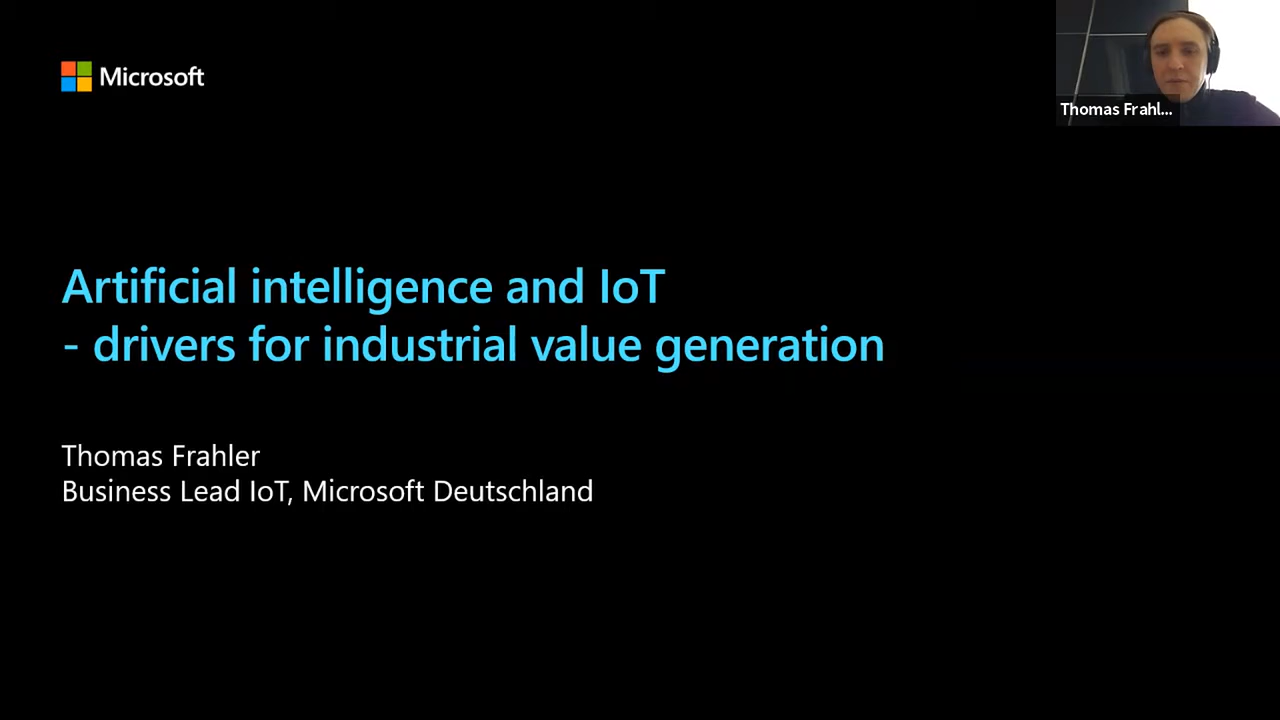 Microsoft
Thomas Frahl...
Artificial intelligence and IoT
- drivers for industrial value generation
Thomas Frahler
Business Lead IoT, Microsoft Deutschland